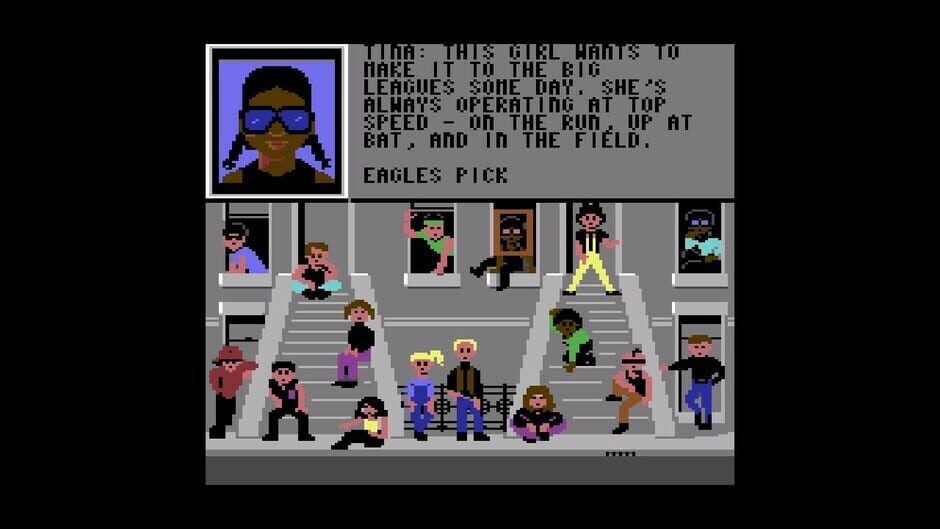 TINA: THIS GIRL WANTS TO
MAKE IT TO THE BIG
LEAGUES SOME DAY. SHE'S
ALWAYS OPERATING AT TOP
SPEED - ON THE RUN, UP AT
BAT, AND IN THE FIELD.
EAGLES PICK